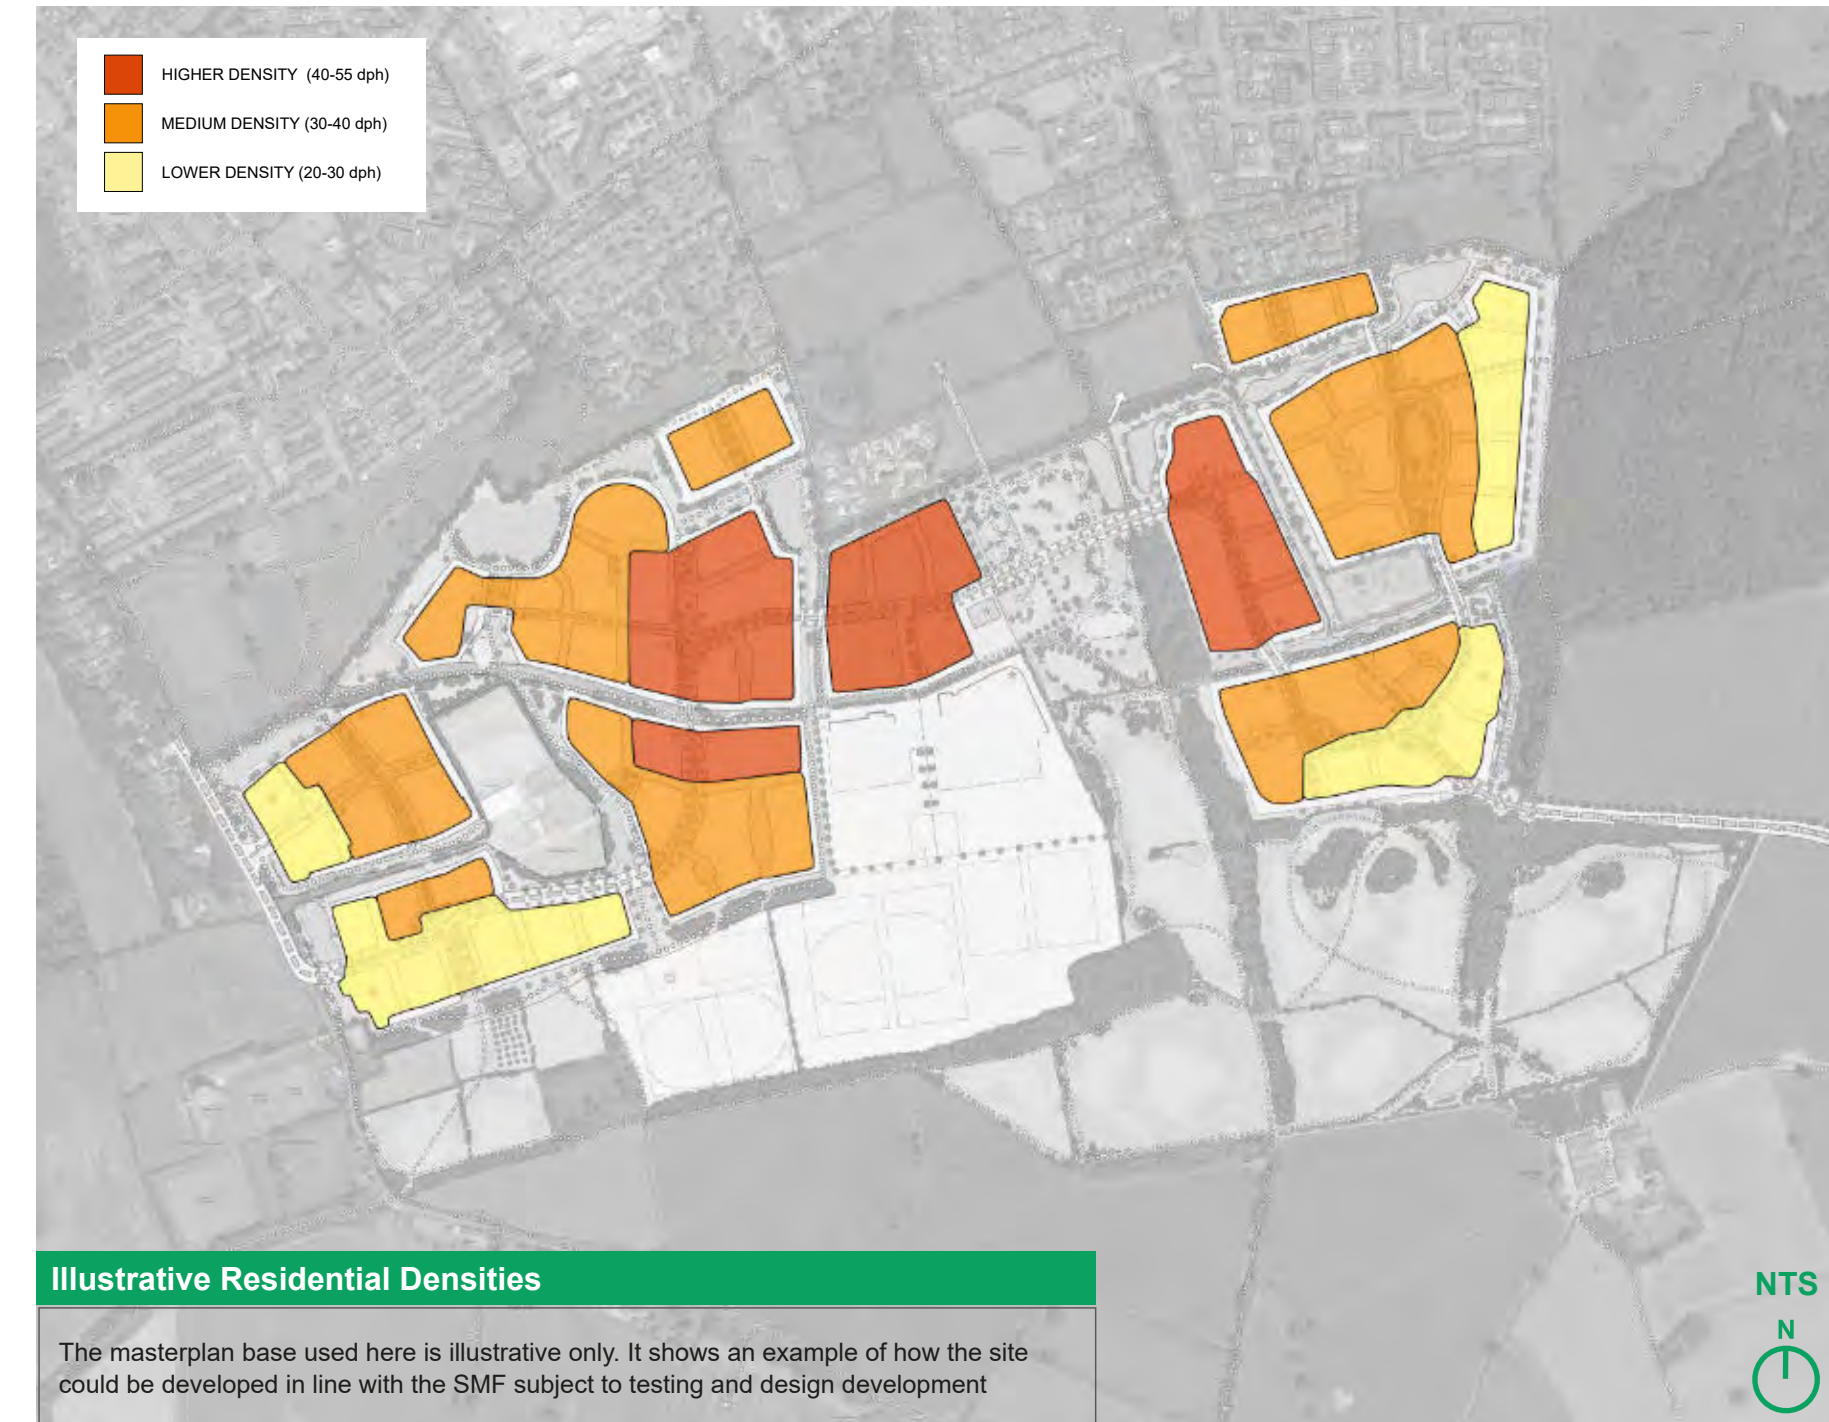 HIGHER DENSITY (40-55 dph)
MEDIUM DENSITY (30-40 dph)
LOWER DENSITY (20-30 dph)
Illustrative Residential Densities
The masterplan base used here is illustrative only. It shows an example of how the site
could be developed in line with the SMF subject to testing and design development
NTS
N